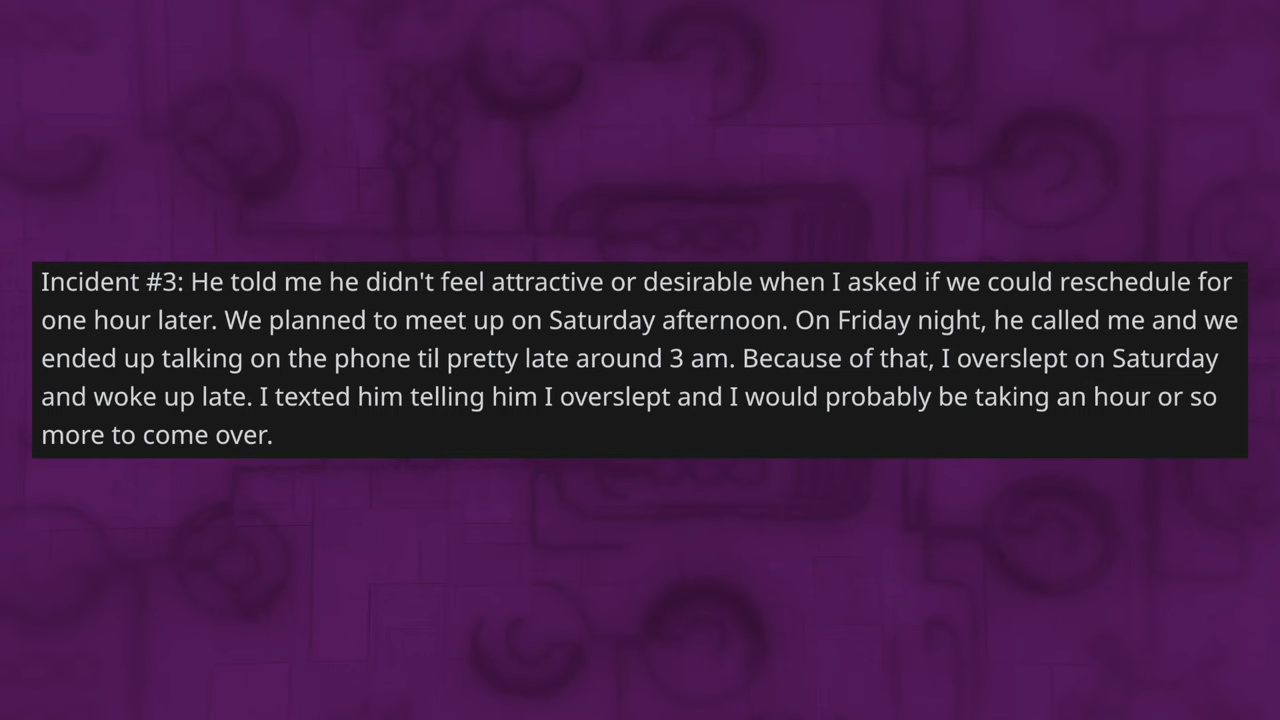 Incident #3: He told me he didn't feel attractive or desirable when I asked if we could reschedule for
one hour later. We planned to meet up on Saturday afternoon. On Friday night, he called me and we
ended up talking on the phone til pretty late around 3 am. Because of that, I overslept on Saturday
and woke up late. I texted him telling him I overslept and I would probably be taking an hour or so
more to come over.